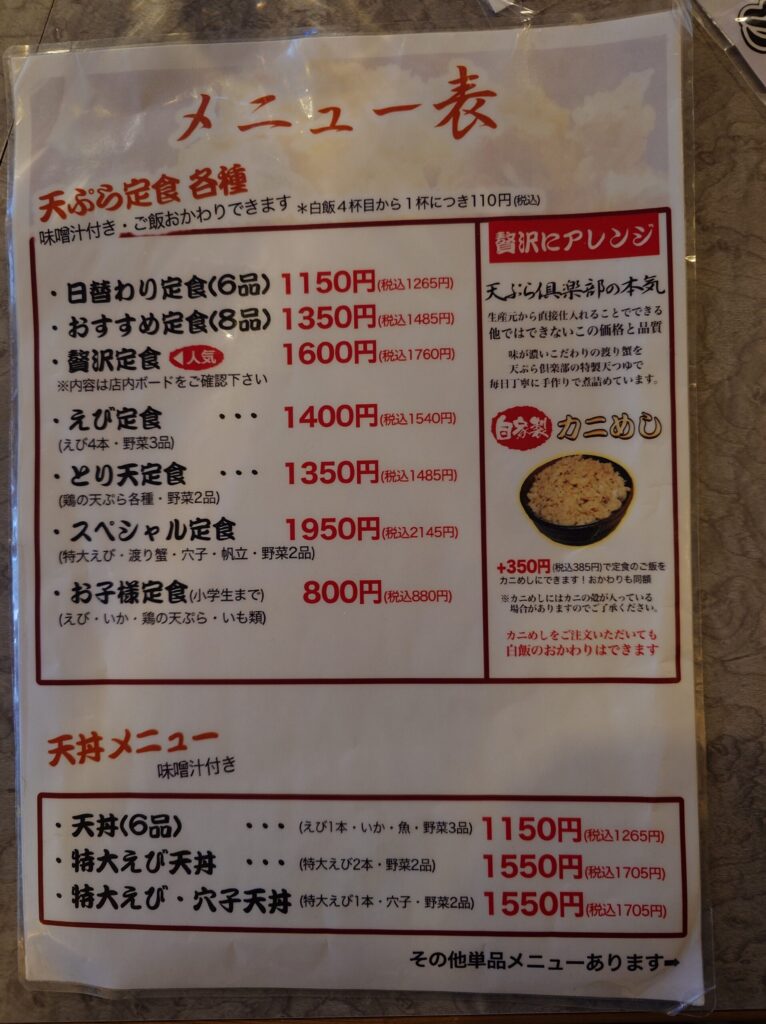 メニュー表
天ぷら定食 各種
味噌汁付き・ご飯おかわりできます ＊白飯4杯目から1杯につき110円(税込)
・日替わり定食(6品) 1150円(税込1265円)
・おすすめ定食(8品) 1350円(税込1485円)
・贅沢定食 人気 1600円(税込1760円)
※内容は店内ボードをご確認下さい
・えび定食 ・・・ 1400円(税込1540円)
(えび4本・野菜3品)
・とり天定食 ・・・ 1350円(税込1485円)
(鶏の天ぷら各種・野菜2品)
・スペシャル定食 1950円(税込2145円)
(特大えび・渡り蟹・穴子・帆立・野菜2品)
・お子様定食(小学生まで) 800円(税込880円)
(えび・いか・鶏の天ぷら・いも類)
贅沢にアレンジ
天ぷら倶楽部の本気
生産元から直接仕入れることでできる
他ではできないこの価格と品質
味が濃いこだわりの渡り蟹を
天ぷら倶楽部の特製天つゆで
毎日丁寧に手作りで煮詰めています。
自家製 カニめし
+350円(税込385円)で定食のご飯を
カニめしにできます！おかわりも同額
※カニめしにはカニの殻が入っている
場合がありますのでご了承ください。
カニめしをご注文いただいても
白飯のおかわりはできます
天丼メニュー
味噌汁付き
・天丼(6品) ・・・ (えび1本・いか・魚・野菜3品) 1150円(税込1265円)
・特大えび天丼 ・・・ (特大えび2本・野菜2品) 1550円(税込1705円)
・特大えび・穴子天丼 (特大えび1本・穴子・野菜2品) 1550円(税込1705円)
その他単品メニューあります➡